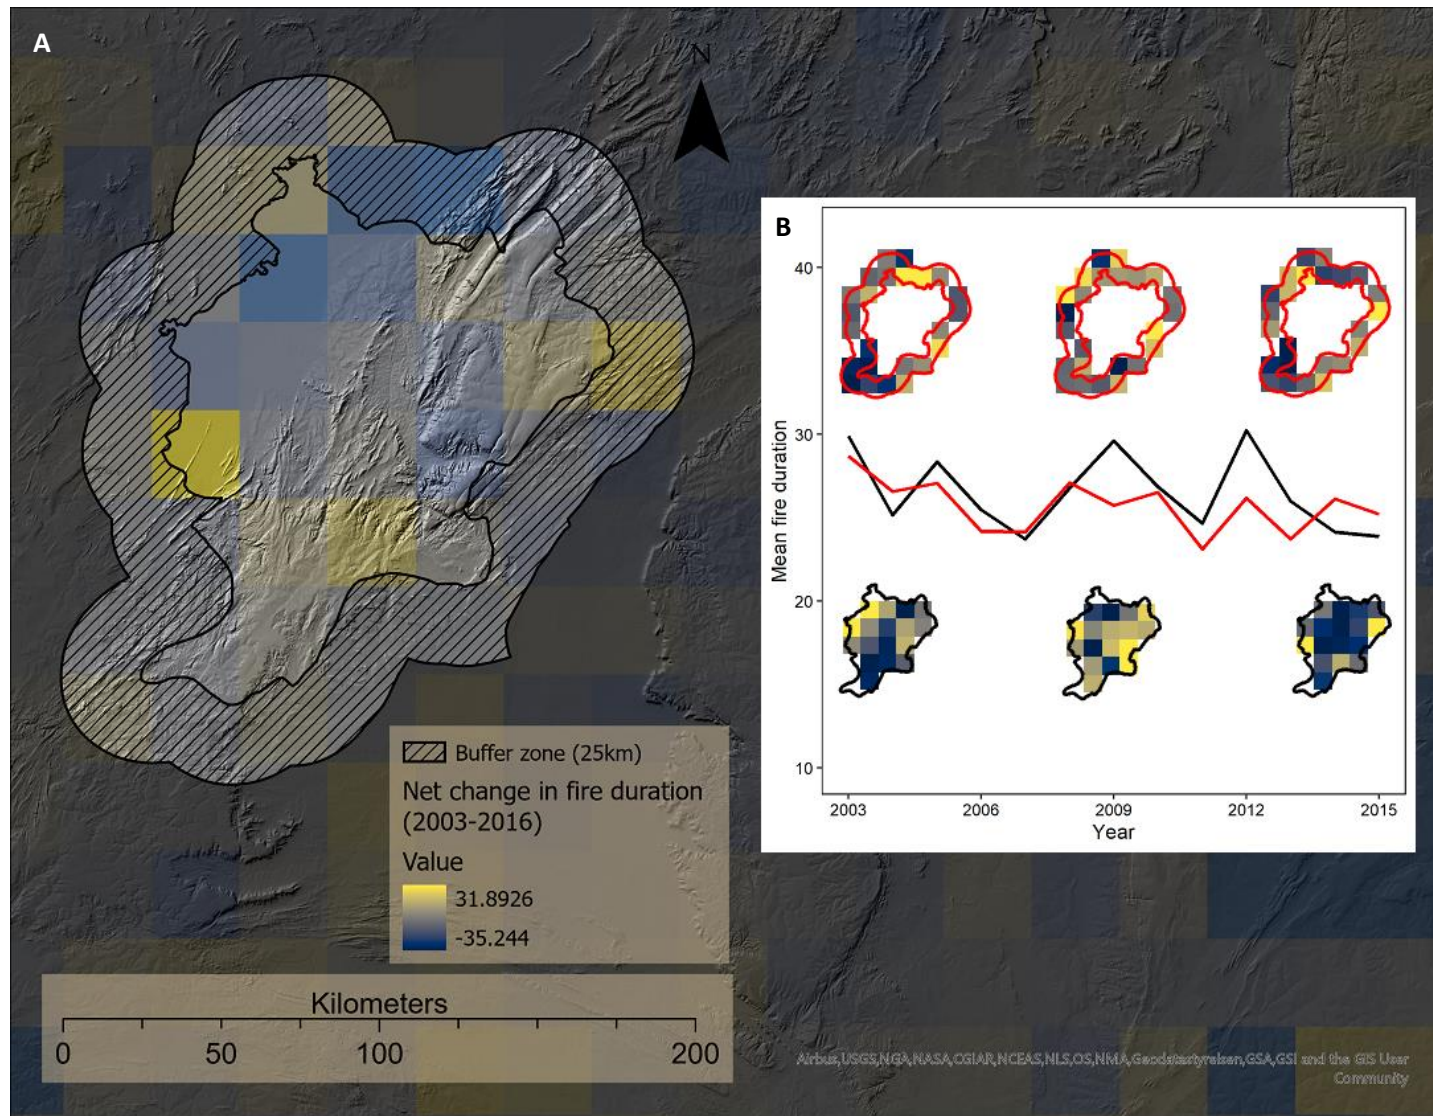 A
N
B
40
30
20
10
Mean fire duration
2003
2006
2009
2012
2015
Year
Buffer zone (25km)
Net change in fire duration
(2003-2016)
Value
31.8926
-35.244
Kilometers
0
50
100
200
Airbus,USGS,NGA,NASA,CGIAR,NCEAS,NLS,OS,NMA,Geodatastyrelsen,GSA,GSI and the GIS User
Community